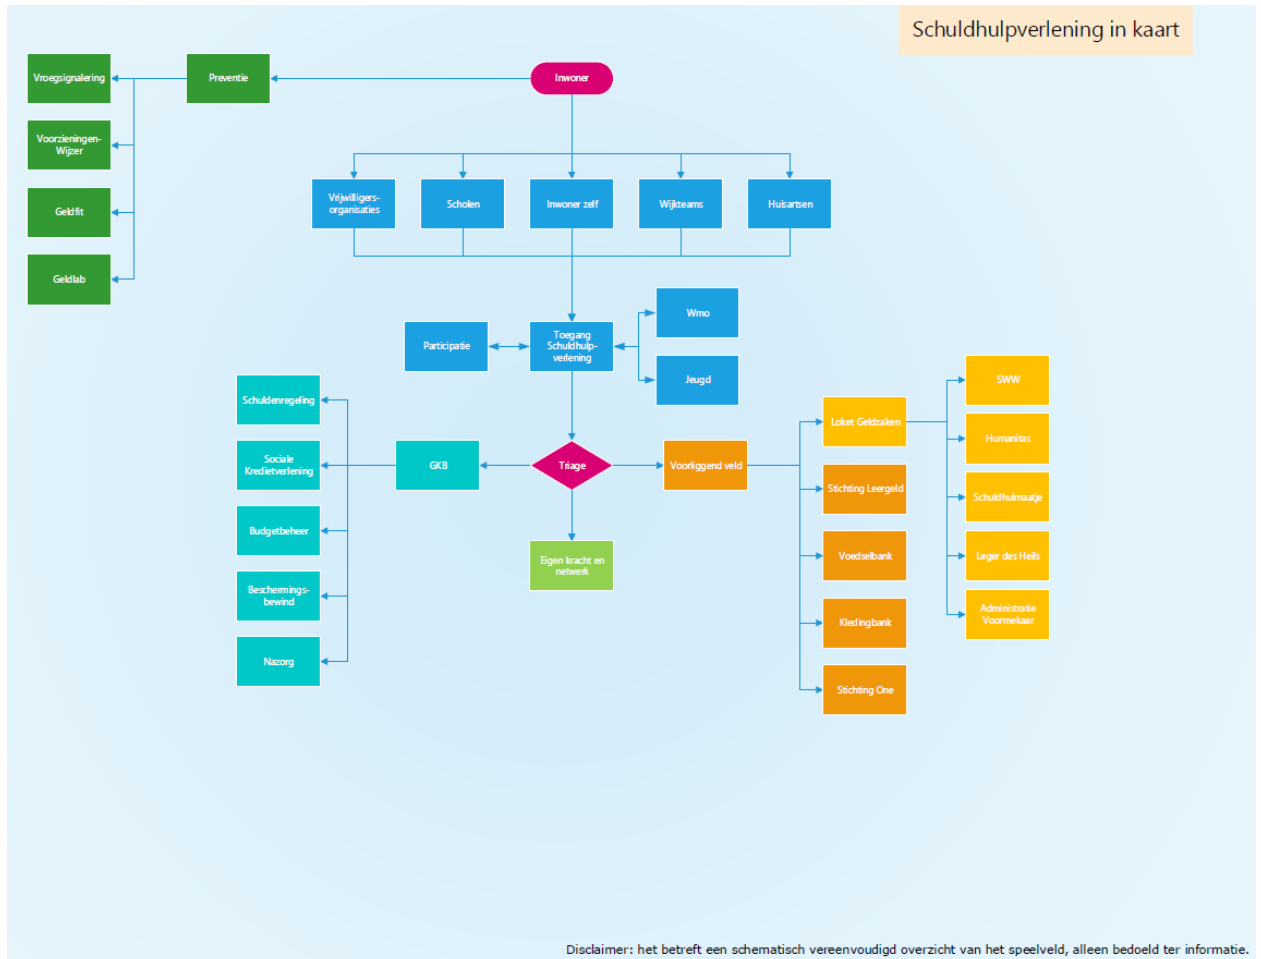 Schuldhulpverlening in kaart
Inwoner
Preventie
Vroegsignalering
Voorzieningen-
Wijzer
Geldfit
Geldlab
Vrijwilligers-
organisaties
Scholen
Inwoner zelf
Wijkteams
Huisartsen
Participatie
Toegang
Schuldhulp-
verlening
Wmo
Jeugd
Triage
GKB
Schuldenregeling
Sociale
Kredietverlening
Budgetbeheer
Beschermings-
bewind
Nazorg
Eigen kracht en
netwerk
Voorliggend veld
Loket Geldzaken
Stichting Leergeld
Voedselbank
Kledingbank
Stichting One
SWW
Humanitas
Schuldhulmaatje
Leger des Heils
Administratie
Voormekaar
Disclaimer: het betreft een schematisch vereenvoudigd overzicht van het speelveld, alleen bedoeld ter informatie.